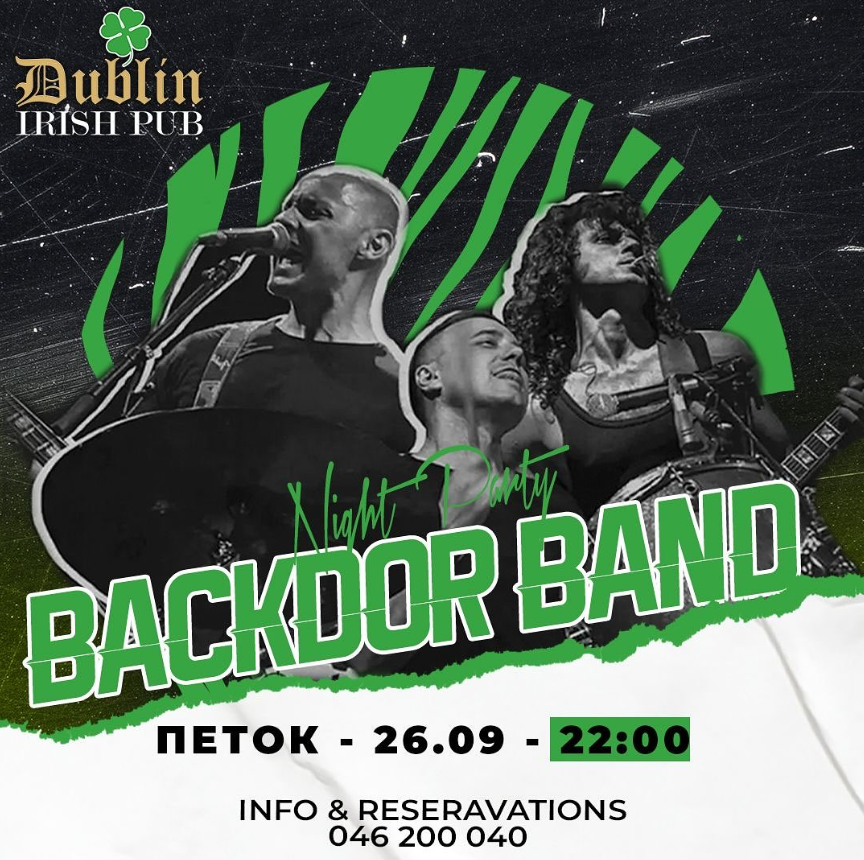 Dublin
IRISH PUB
Night Party
BACKDOR BAND
ПЕТОК - 26.09 - 22:00
INFO & RESERAVATIONS
046 200 040